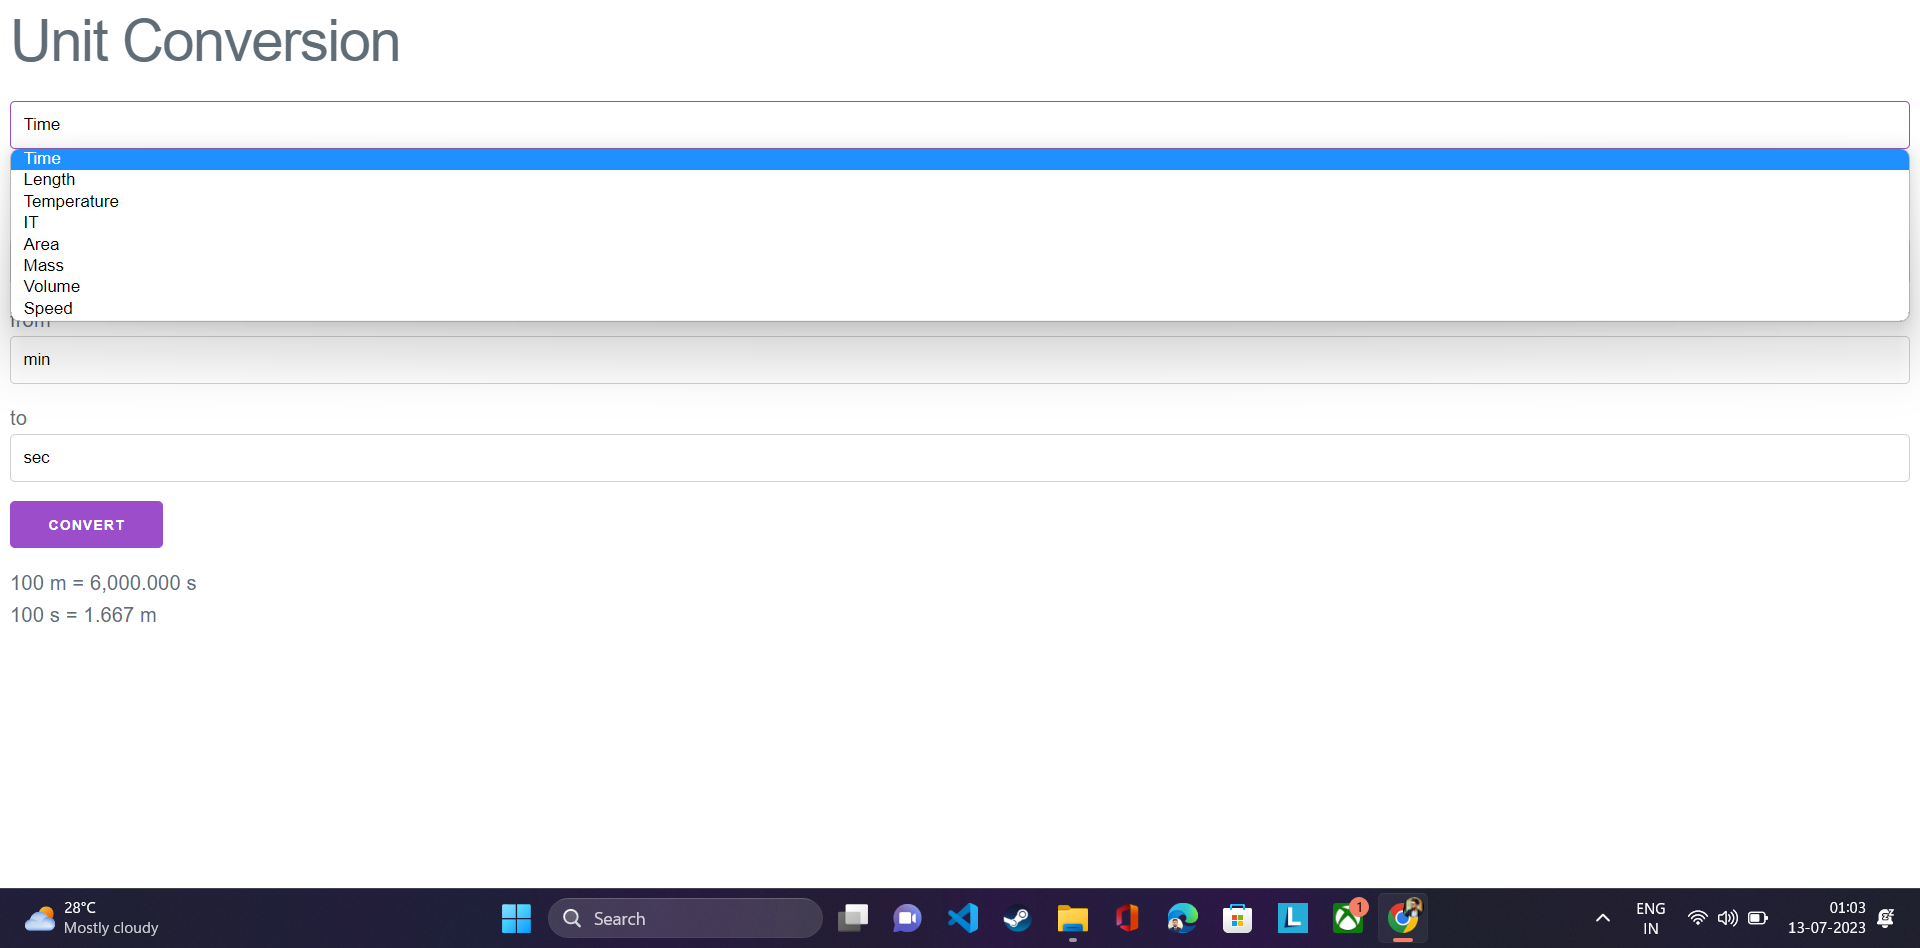 Unit Conversion
Time
Time
Length
Temperature
IT
Area
Mass
Volume
Speed
from
min
to
sec
CONVERT
100 m = 6,000.000 s
100 s = 1.667 m
28°C
Mostly cloudy
Search
L
1
ENG
IN
01:03
13-07-2023